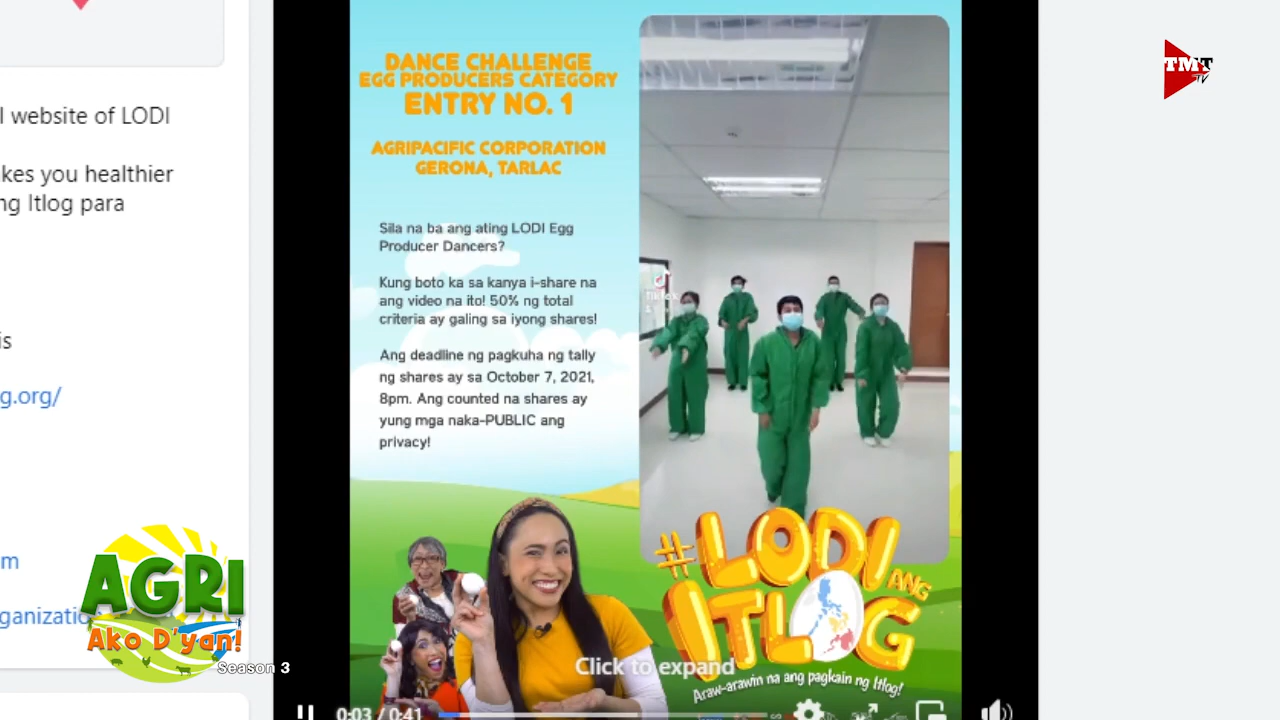 l website of LODI
kes you healthier
ng Itlog para
is
g.org/
m
ganizatio
AGRI
Ako D'yan!
Season 3
DANCE CHALLENGE
EGG PRODUCERS CATEGORY
ENTRY NO. 1
AGRIPACIFIC CORPORATION
GERONA, TARLAC
Sila na ba ang ating LODI Egg
Producer Dancers?
Kung boto ka sa kanya i-share na
ang video na ito! 50% ng total
criteria ay galing sa iyong shares!
Ang deadline ng pagkuha ng tally
ng shares ay sa October 7, 2021,
8pm. Ang counted na shares ay
yung mga naka-PUBLIC ang
privacy!
TikTok
#LODI ANG
ITLOG
Araw-arawin na ang pagkain ng Itlog!
Click to expand
0:03 / 0:41
TMT
TV